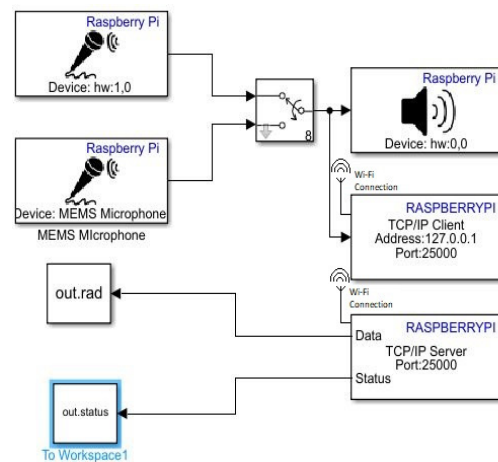 Raspberry Pi
Device: hw:1,0
Raspberry Pi
Device: MEMS Microphone
MEMS MIcrophone
8
Raspberry Pi
Device: hw:0,0
Wi-Fi
Connection
RASPBERRYPI
TCP/IP Client
Address:127.0.0.1
Port:25000
Wi-Fi
Connection
RASPBERRYPI
Data
TCP/IP Server
Port:25000
Status
out.rad
out.status
To Workspace1